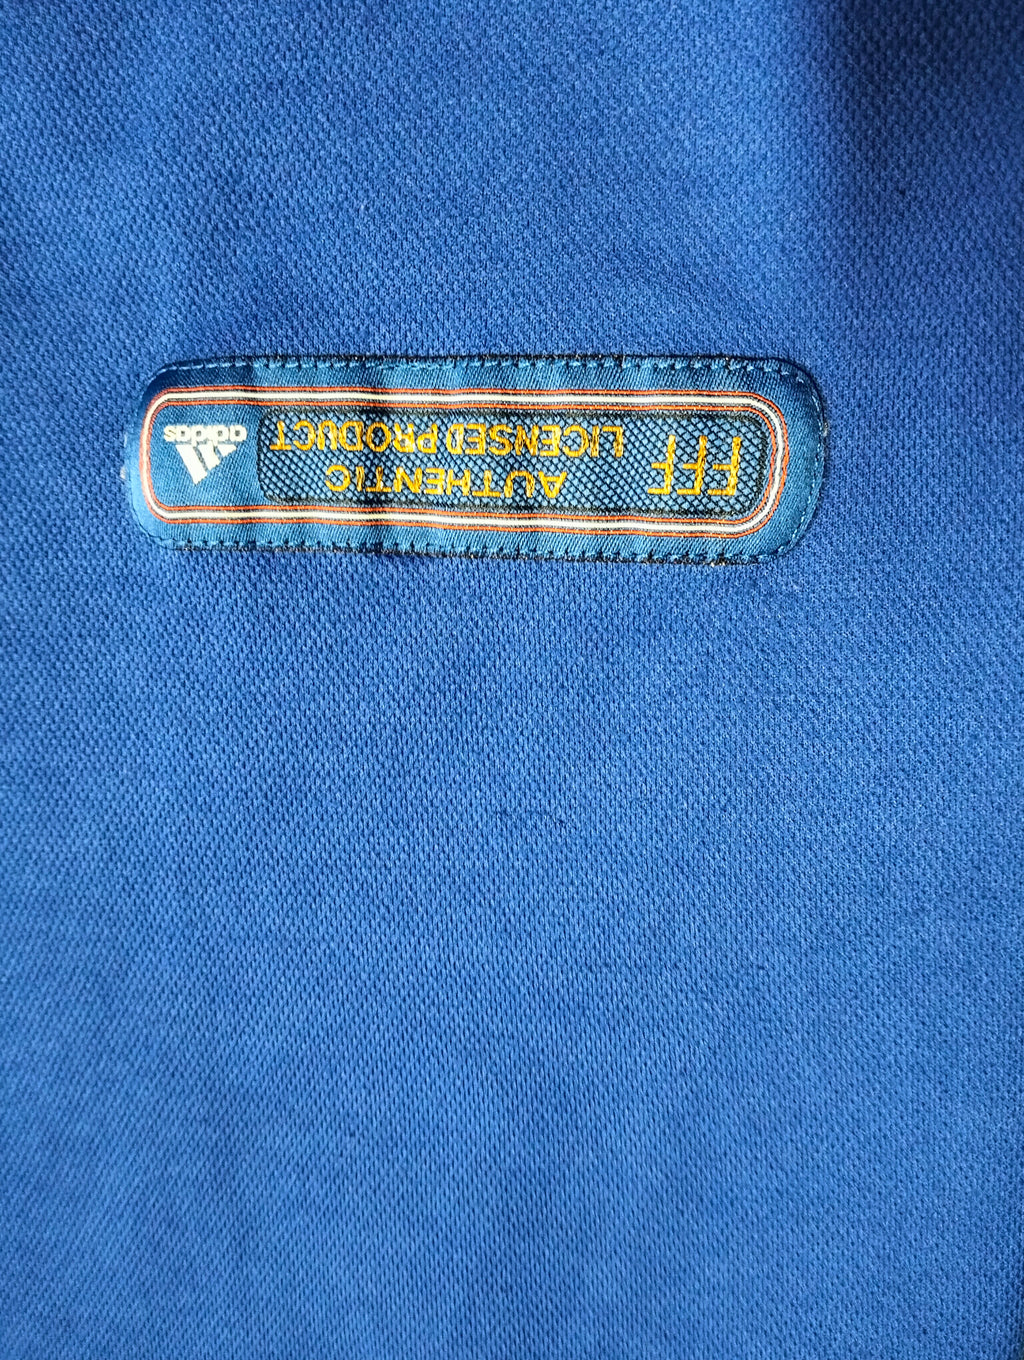 FFF
AUTHENTIC
LICENSED PRODUCT
adidas